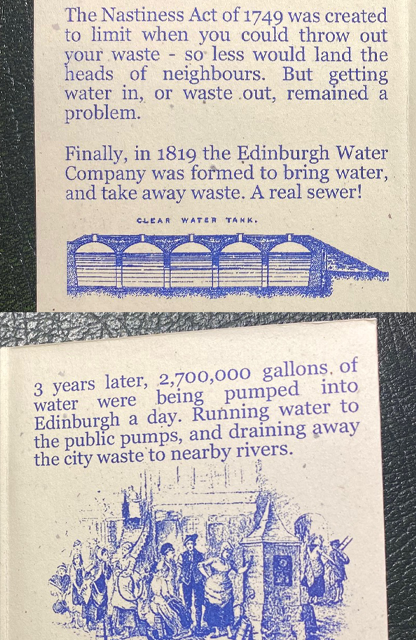 The Nastiness Act of 1749 was created
to limit when you could throw out
your waste - so less would land the
heads of neighbours. But getting
water in, or waste out, remained a
problem.
Finally, in 1819 the Edinburgh Water
Company was formed to bring water,
and take away waste. A real sewer!
CLEAR WATER TANK.
3 years later, 2,700,000 gallons of
water were being pumped into
Edinburgh a day. Running water to
the public pumps, and draining away
the city waste to nearby rivers.